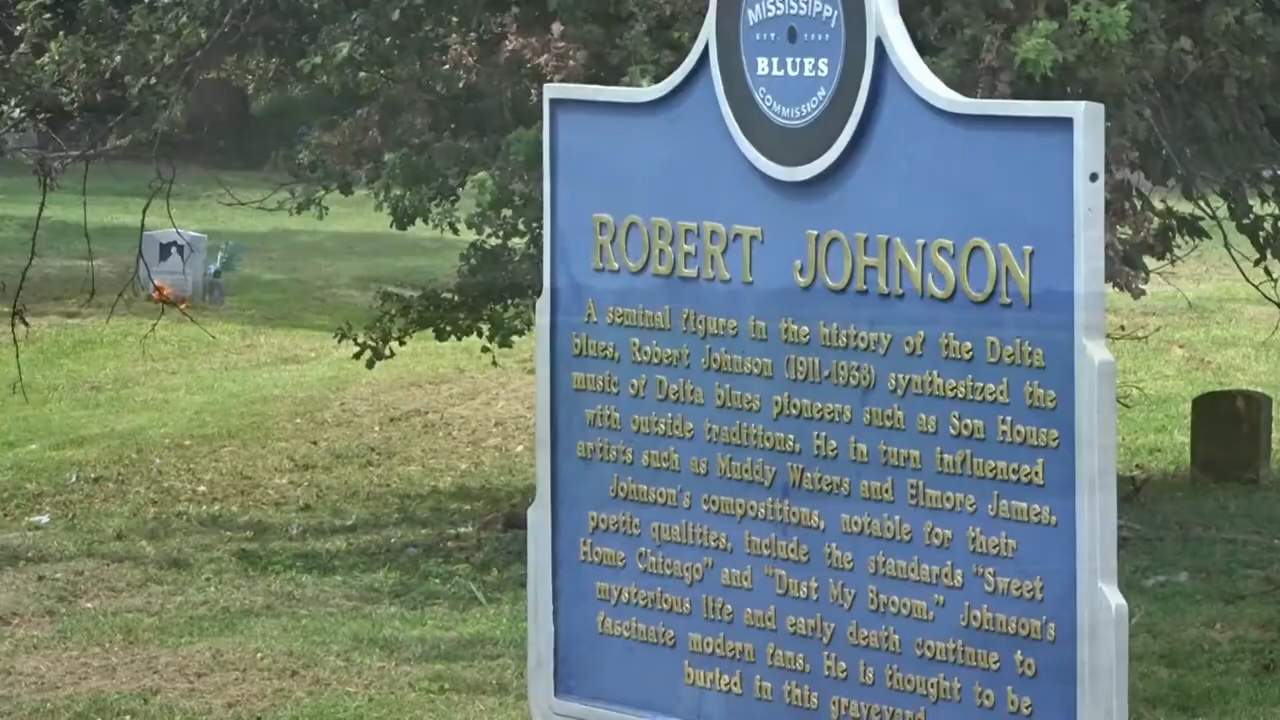 MISSISSIPPI
EST. 2007
BLUES
COMMISSION
ROBERT JOHNSON
A seminal figure in the history of the Delta
blues, Robert Johnson (1911-1938) synthesized the
music of Delta blues pioneers such as Son House
with outside traditions. He in turn influenced
artists such as Muddy Waters and Elmore James.
Johnson's compositions, notable for their
poetic qualities, include the standards "Sweet
Home Chicago" and "Dust My Broom." Johnson's
mysterious life and early death continue to
fascinate modern fans. He is thought to be
buried in this graveyard